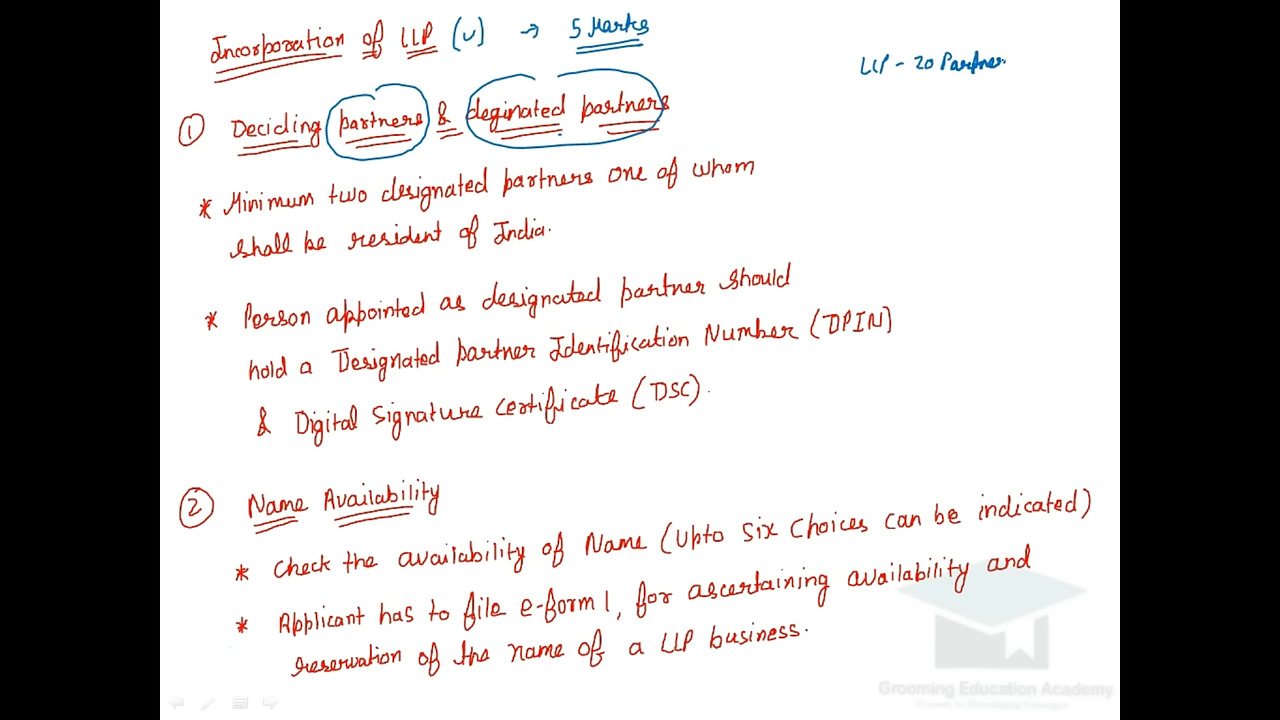 Incorporation of LLP (v) → 5 Marks
LLP - 20 Partner.
① Deciding partners & deginated partners
* Minimum two designated partners one of whom
shall be resident of India.
* Person appointed as designated partner should
hold a Designated partner Identification Number (DPIN)
& Digital Signature Certificate (DSC).
② Name Availability
* Check the availability of Name (Upto Six Choices can be indicated)
* Applicant has to file e-form 1, for ascertaining availability and
reservation of the name of a LLP business.
Grooming Education Academy